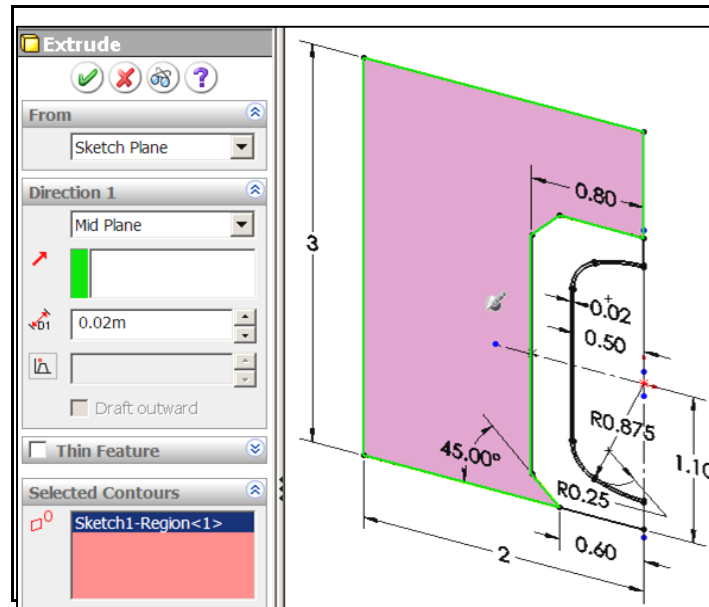 Extrude
?
From
Sketch Plane
Direction 1
Mid Plane
D1
0.02m
Draft outward
Thin Feature
Selected Contours
Sketch1-Region<1>
0.80
3
0.02
0.50
R0.875
1.10
45.00°
R0.25
0.60
2